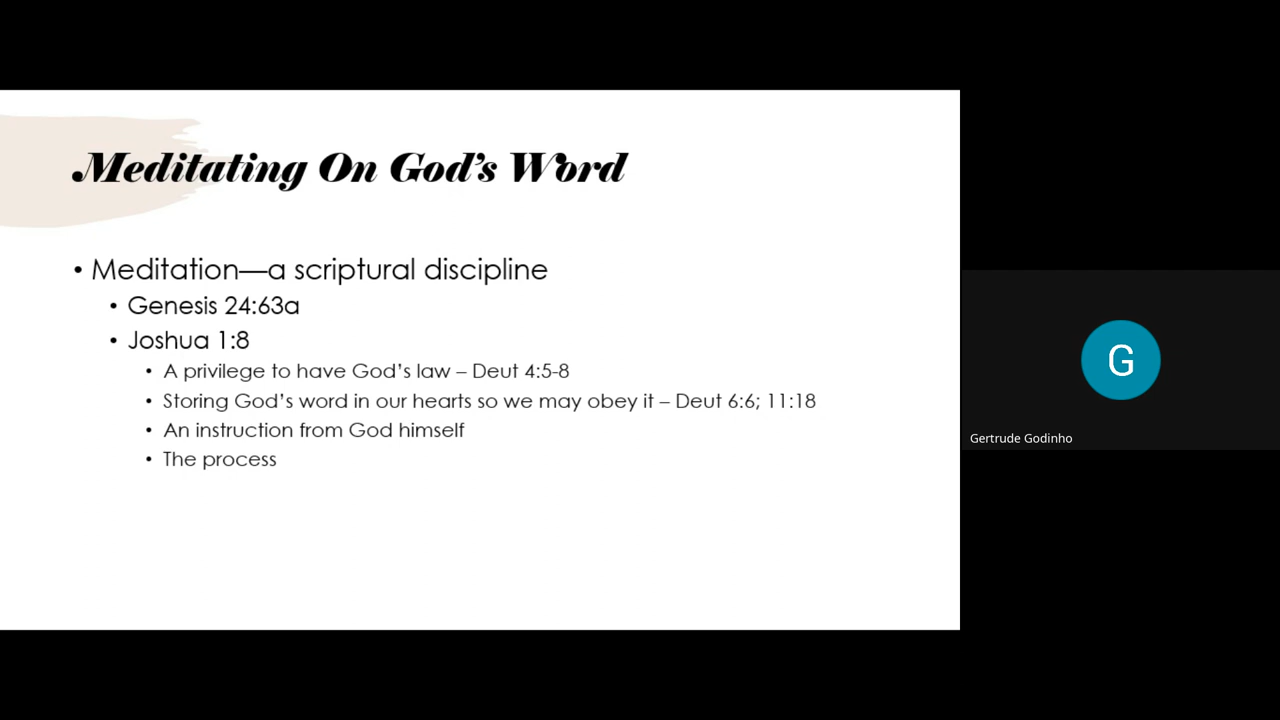 Meditating On God's Word
• Meditation—a scriptural discipline
• Genesis 24:63a
• Joshua 1:8
• A privilege to have God's law – Deut 4:5-8
• Storing God's word in our hearts so we may obey it – Deut 6:6; 11:18
• An instruction from God himself
• The process
G
Gertrude Godinho